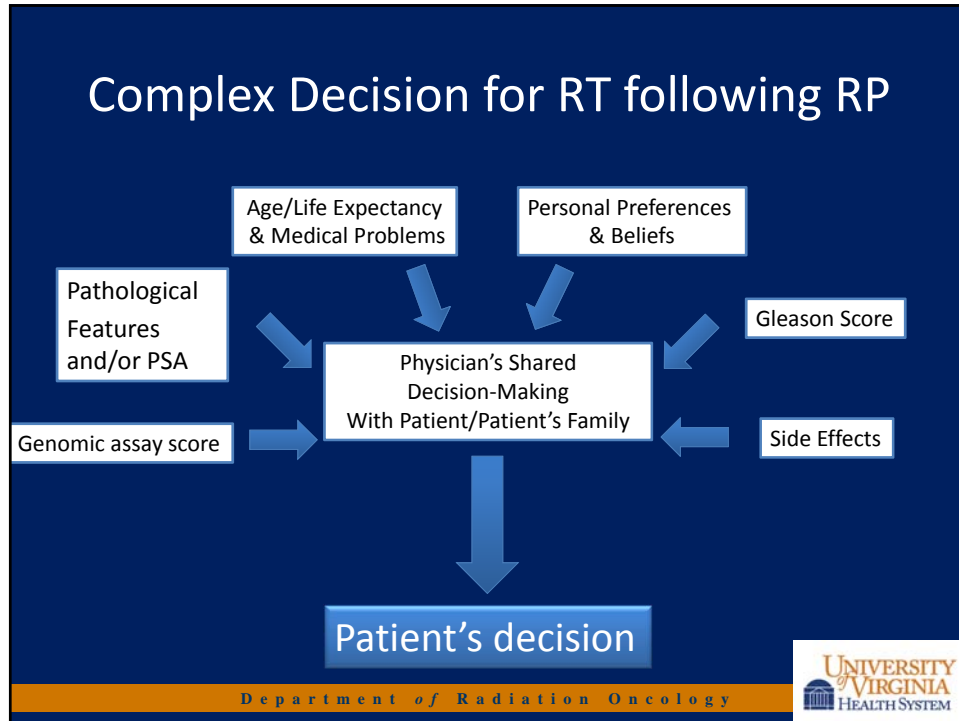 Complex Decision for RT following RP
Age/Life Expectancy
& Medical Problems
Personal Preferences
& Beliefs
Pathological
Features
and/or PSA
Gleason Score
Physician’s Shared
Decision-Making
With Patient/Patient’s Family
Genomic assay score
Side Effects
Patient’s decision
Department of Radiation Oncology
UNIVERSITY
of VIRGINIA
HEALTH SYSTEM